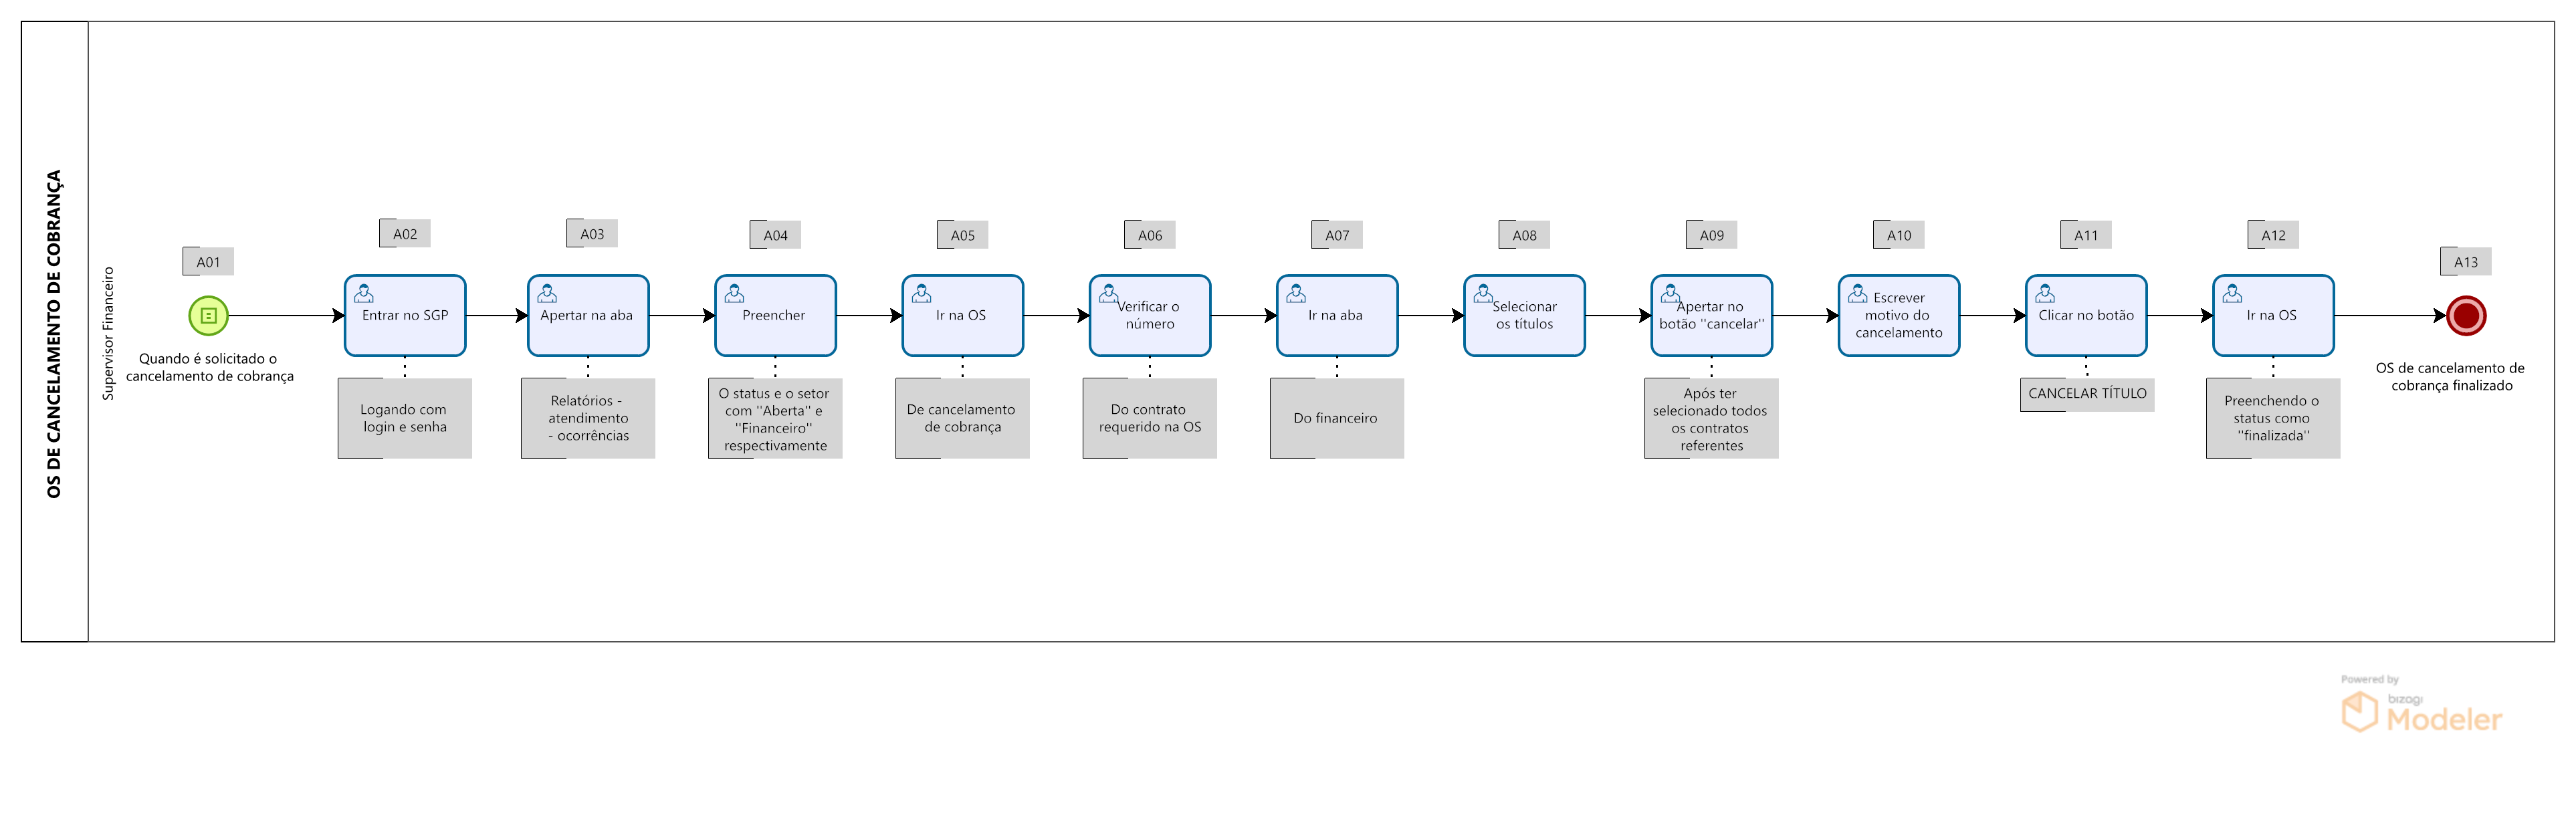 OS DE CANCELAMENTO DE COBRANÇA
Supervisor Financeiro
A01
Quando é solicitado o
cancelamento de cobrança
A02
Entrar no SGP
Logando com
login e senha
A03
Apertar na aba
Relatórios -
atendimento
- ocorrências
A04
Preencher
O status e o setor
com "Aberta" e
"Financeiro"
respectivamente
A05
Ir na OS
De cancelamento
de cobrança
A06
Verificar o
número
Do contrato
requerido na OS
A07
Ir na aba
Do financeiro
A08
Selecionar
os títulos
A09
Apertar no
botão "cancelar"
Após ter
selecionado todos
os contratos
referentes
A10
Escrever
motivo do
cancelamento
A11
Clicar no botão
CANCELAR TÍTULO
A12
Ir na OS
Preenchendo o
status como
"finalizada"
A13
OS de cancelamento de
cobrança finalizado
Powered by
bizagi
Modeler